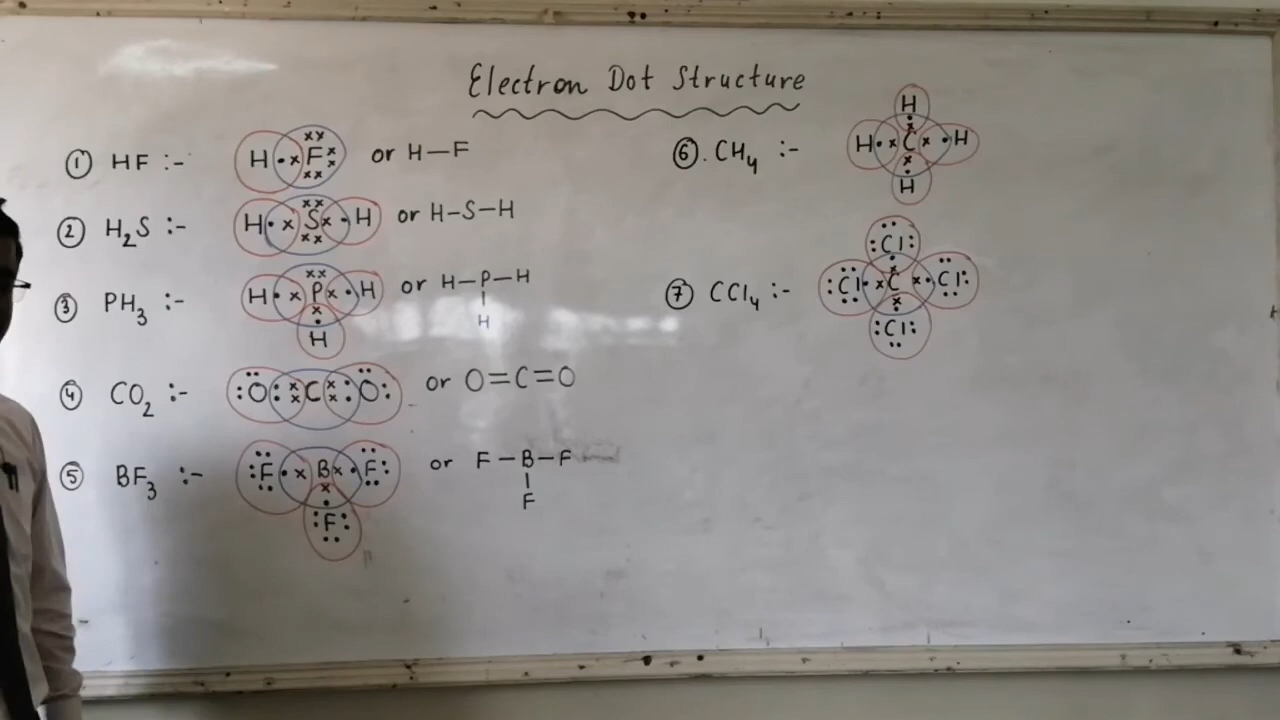 Electron Dot Structure
① HF :- H •× F ×× ×× ×× or H—F
② H₂S :- H •× S ×• H ×× ×× or H-S-H
③ PH₃ :- H •× P ו H ×× or H-P-H
×
•
H
H
④ CO₂ :- :Ö::××C××::Ö: or O=C=O
⑤ BF₃ :- :F̈•×B×•F̈: or F—B—F
×
•
:F:
••
F
⑥. CH₄ :-
H
•
×
H•×C×•H
×
•
H
⑦ CCl₄ :-
••
:Cl:
•
×
:Cl•×C×•Cl:
×
•
:Cl:
••